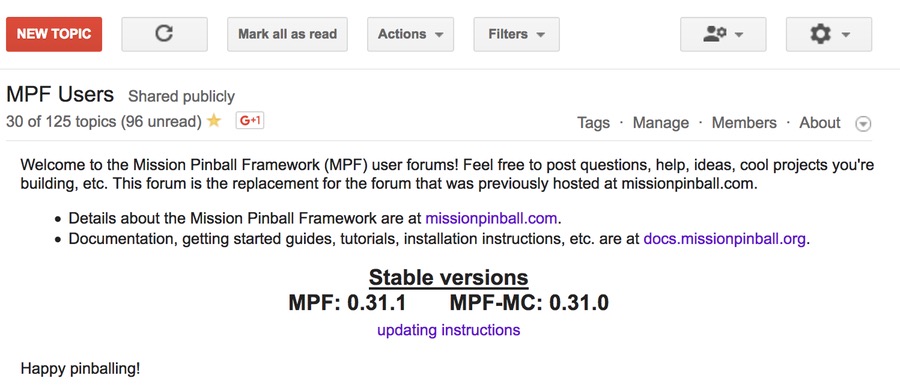 NEW TOPIC Mark all as read Actions Filters
MPF Users Shared publicly
30 of 125 topics (96 unread) G+1 Tags · Manage · Members · About
Welcome to the Mission Pinball Framework (MPF) user forums! Feel free to post questions, help, ideas, cool projects you're
building, etc. This forum is the replacement for the forum that was previously hosted at missionpinball.com.
• Details about the Mission Pinball Framework are at missionpinball.com.
• Documentation, getting started guides, tutorials, installation instructions, etc. are at docs.missionpinball.org.
Stable versions
MPF: 0.31.1 MPF-MC: 0.31.0
updating instructions
Happy pinballing!